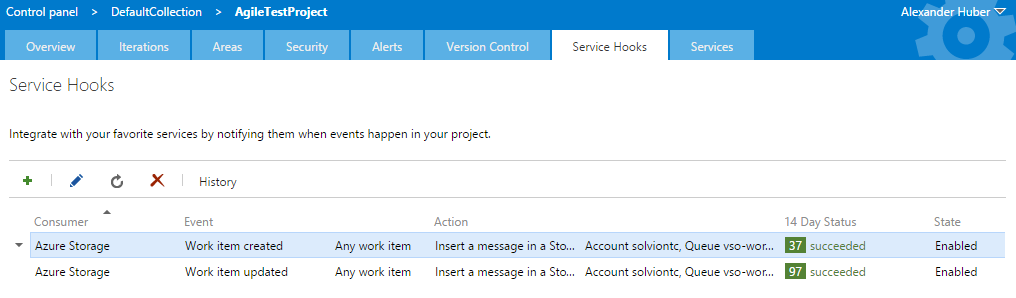 Control panel > DefaultCollection > AgileTestProject Alexander Huber
Overview Iterations Areas Security Alerts Version Control Service Hooks Services
Service Hooks
Integrate with your favorite services by notifying them when events happen in your project.
History
Consumer Event Action 14 Day Status State
Azure Storage Work item created Any work item Insert a message in a Sto... Account solviontc, Queue vso-wor... 37 succeeded Enabled
Azure Storage Work item updated Any work item Insert a message in a Sto... Account solviontc, Queue vso-wor... 97 succeeded Enabled